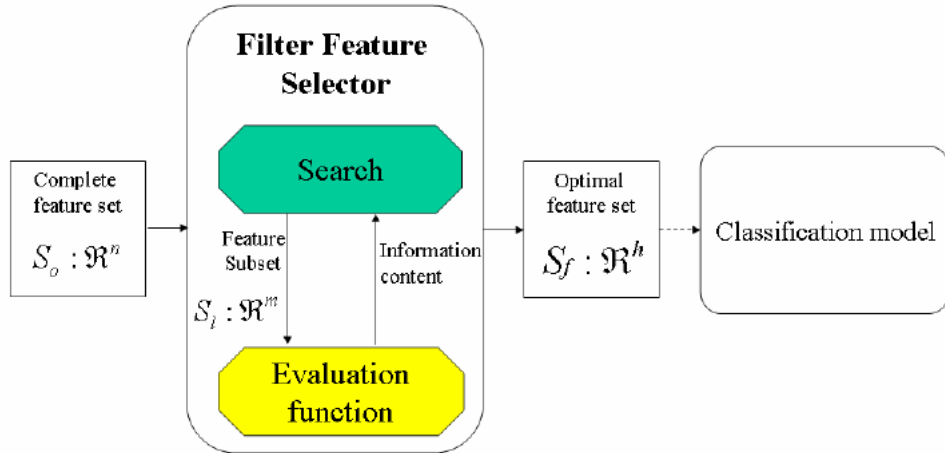 Filter Feature
Selector
Search
Complete
feature set
S_o : ℜ^n
Feature
Subset
S_i : ℜ^m
Information
content
Evaluation
function
Optimal
feature set
S_f : ℜ^h
Classification model